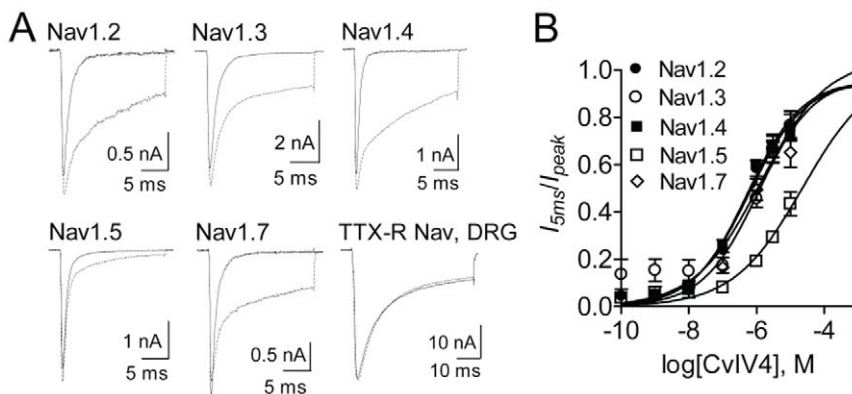 A
Nav1.2
0.5 nA
5 ms
Nav1.3
2 nA
5 ms
Nav1.4
1 nA
5 ms
Nav1.5
1 nA
5 ms
Nav1.7
0.5 nA
5 ms
TTX-R Nav, DRG
10 nA
10 ms
B
I5ms/Ipeak
1.0
0.8
0.6
0.4
0.2
0.0
Nav1.2
Nav1.3
Nav1.4
Nav1.5
Nav1.7
-10 -8 -6 -4
log[CvIV4], M